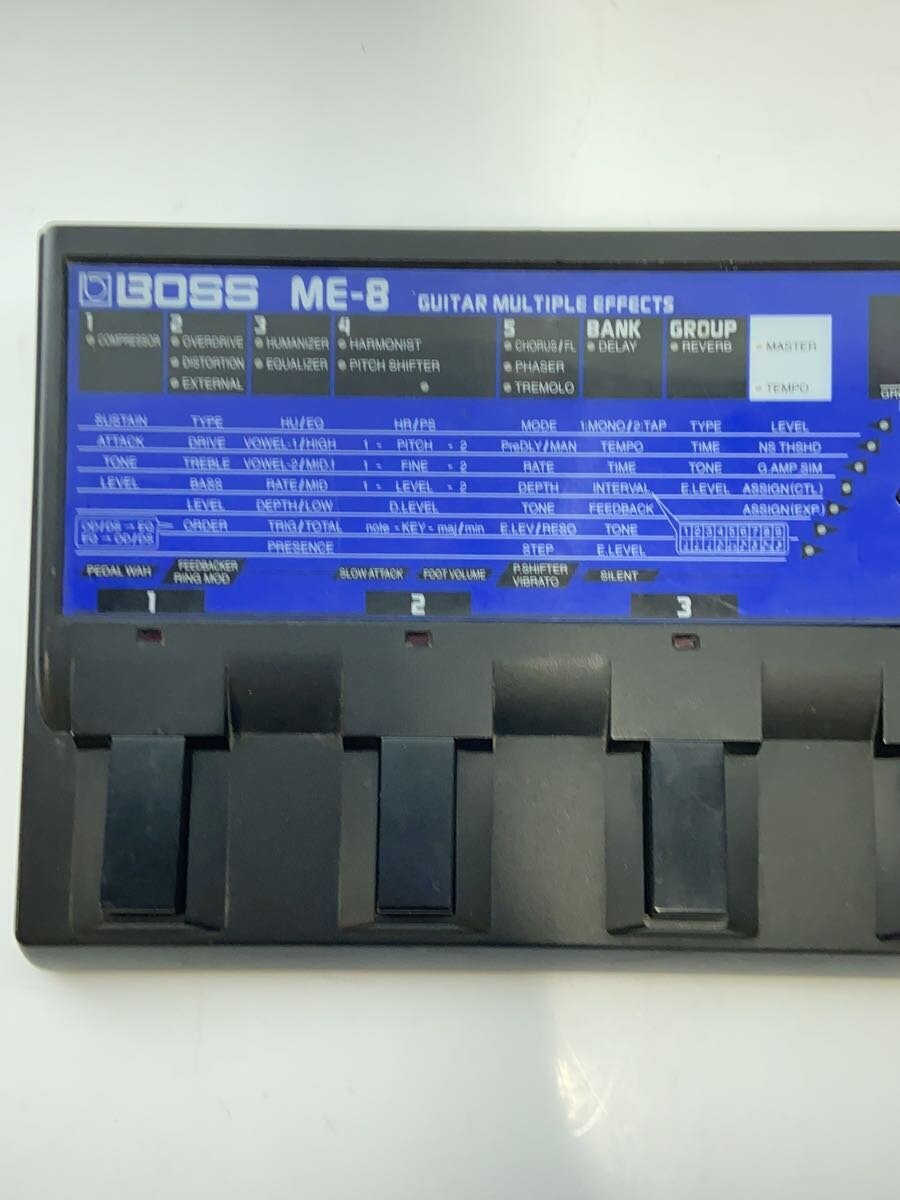 BOSS ME-8 GUITAR MULTIPLE EFFECTS
1 2 3 4 5 BANK GROUP
COMPRESSOR OVERDRIVE HUMANIZER HARMONIST CHORUS/FL DELAY REVERB MASTER
DISTORTION EQUALIZER PITCH SHIFTER PHASER
EXTERNAL TREMOLO TEMPO
SUSTAIN TYPE HU/EQ HR/PS MODE 1:MONO/2:TAP TYPE LEVEL
ATTACK DRIVE VOWEL-1/HIGH 1 = PITCH = 2 PreDLY/MAN TEMPO TIME NS THSHD
TONE TREBLE VOWEL-2/MID.1 1 = FINE = 2 RATE TIME TONE G.AMP SIM
LEVEL BASS RATE/MID 1 = LEVEL = 2 DEPTH INTERVAL E.LEVEL ASSIGN(CTL)
LEVEL DEPTH/LOW D.LEVEL FEEDBACK ASSIGN(EXP.)
OD/DS → EQ ORDER TRIG/TOTAL note = KEY = maj/min E.LEV/RESO TONE
EQ → OD/DS PRESENCE STEP E.LEVEL
PEDAL WAH FEEDBACKER RING MOD SLOW ATTACK FOOT VOLUME P.SHIFTER VIBRATO SILENT
1 2 3